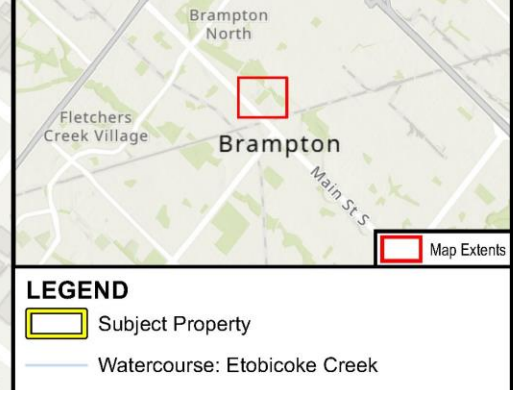 Brampton
North
Fletchers
Creek Village
Brampton
Main St S
Map Extents
LEGEND
Subject Property
Watercourse: Etobicoke Creek